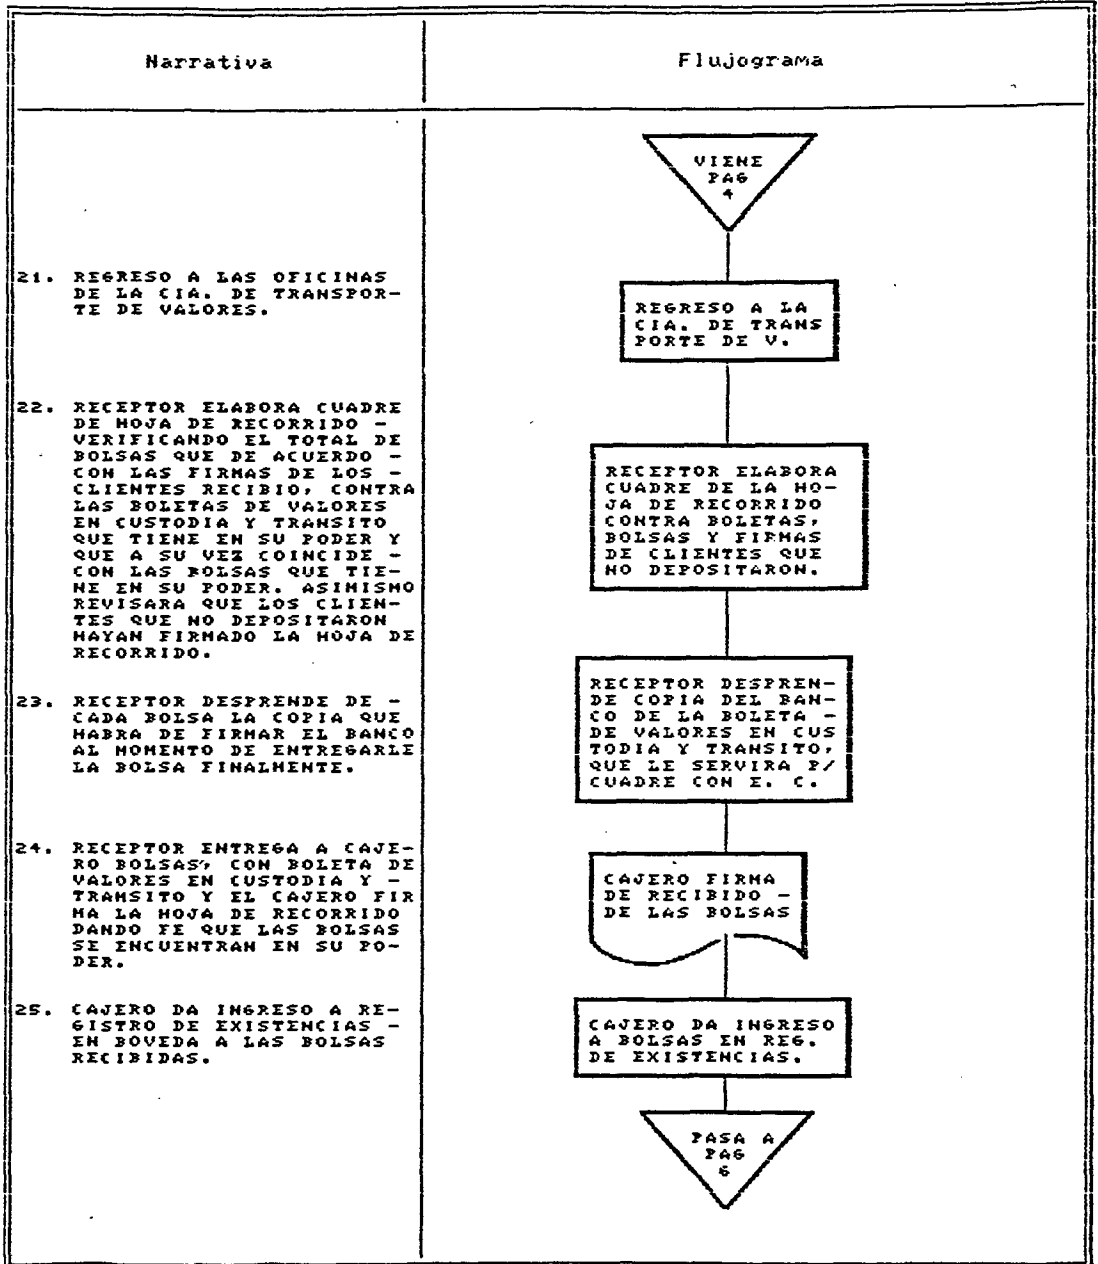 Narrativa
Flujograma
VIENE
PAG
4
21. REGRESO A LAS OFICINAS
DE LA CIA. DE TRANSPOR-
TE DE VALORES.
REGRESO A LA
CIA. DE TRANS
PORTE DE V.
22. RECEPTOR ELABORA CUADRE
DE HOJA DE RECORRIDO -
VERIFICANDO EL TOTAL DE
BOLSAS QUE DE ACUERDO -
CON LAS FIRMAS DE LOS -
CLIENTES RECIBIO, CONTRA
LAS BOLETAS DE VALORES
EN CUSTODIA Y TRANSITO
QUE TIENE EN SU PODER Y
QUE A SU VEZ COINCIDE -
CON LAS BOLSAS QUE TIE-
NE EN SU PODER. ASIMISMO
REVISARA QUE LOS CLIEN-
TES QUE NO DEPOSITARON
HAYAN FIRMADO LA HOJA DE
RECORRIDO.
RECEPTOR ELABORA
CUADRE DE LA HO-
JA DE RECORRIDO
CONTRA BOLETAS,
BOLSAS Y FIRMAS
DE CLIENTES QUE
NO DEPOSITARON.
23. RECEPTOR DESPRENDE DE -
CADA BOLSA LA COPIA QUE
HABRA DE FIRMAR EL BANCO
AL MOMENTO DE ENTREGARLE
LA BOLSA FINALMENTE.
RECEPTOR DESPREN-
DE COPIA DEL BAN-
CO DE LA BOLETA -
DE VALORES EN CUS
TODIA Y TRANSITO,
QUE LE SERVIRA P/
CUADRE CON E. C.
24. RECEPTOR ENTREGA A CAJE-
RO BOLSAS, CON BOLETA DE
VALORES EN CUSTODIA Y -
TRANSITO Y EL CAJERO FIR
MA LA HOJA DE RECORRIDO
DANDO FE QUE LAS BOLSAS
SE ENCUENTRAN EN SU PO-
DER.
CAJERO FIRMA
DE RECIBIDO -
DE LAS BOLSAS
25. CAJERO DA INGRESO A RE-
GISTRO DE EXISTENCIAS -
EN BOVEDA A LAS BOLSAS
RECIBIDAS.
CAJERO DA INGRESO
A BOLSAS EN REG.
DE EXISTENCIAS.
PASA A
PAG
6